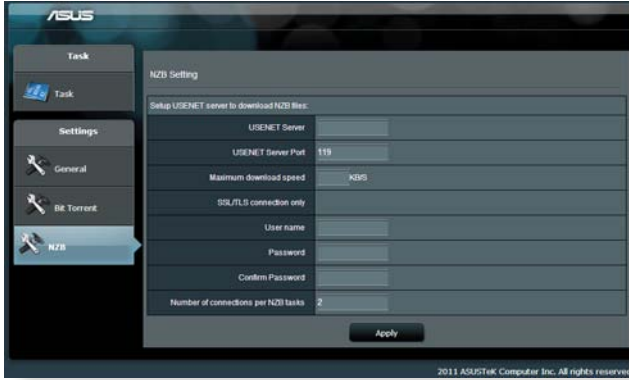 ASUS
Task
Task
Settings
General
Bit Torrent
NZB
NZB Setting
Setup USENET server to download NZB files:
USENET Server
USENET Server Port 119
Maximum download speed KB/S
SSL/TLS connection only
User name
Password
Confirm Password
Number of connections per NZB tasks 2
Apply
2011 ASUSTeK Computer Inc. All rights reserved